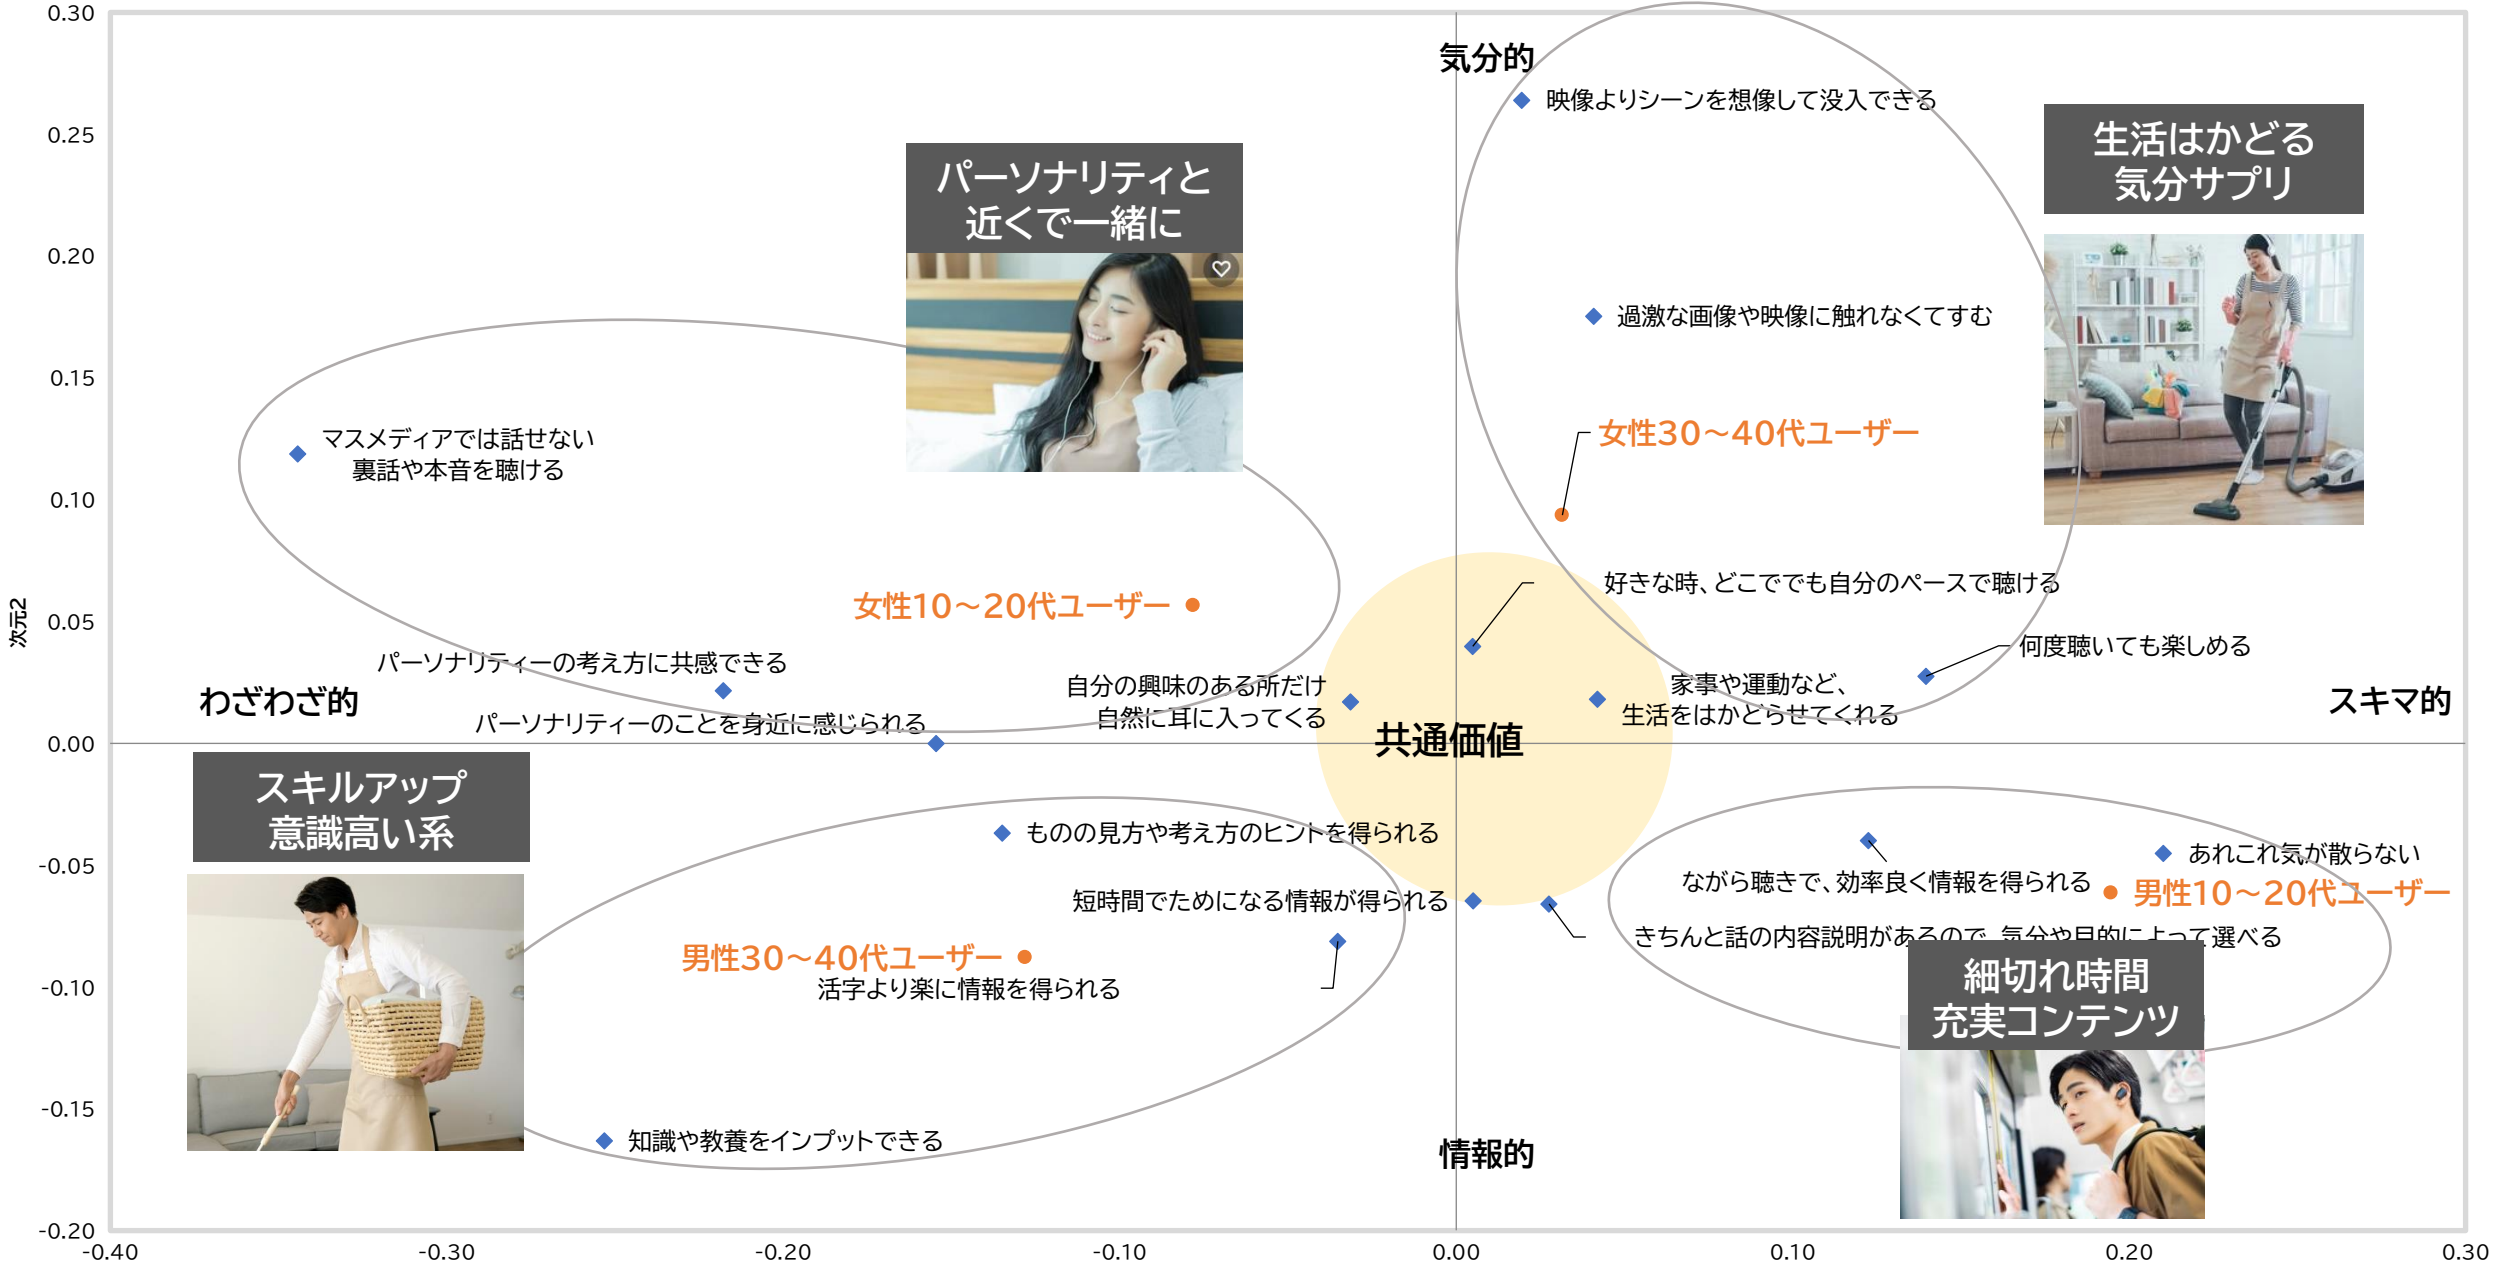 0.30
0.25
0.20
0.15
0.10
0.05
0.00
-0.05
-0.10
-0.15
-0.20
次元2
-0.40
-0.30
-0.20
-0.10
0.00
0.10
0.20
0.30
気分的
映像よりシーンを想像して没入できる
生活はかどる
気分サプリ
パーソナリティと
近くで一緒に
過激な画像や映像に触れなくてすむ
女性30～40代ユーザー
マスメディアでは話せない
裏話や本音を聴ける
女性10～20代ユーザー
好きな時、どこででも自分のペースで聴ける
パーソナリティーの考え方に共感できる
何度聴いても楽しめる
自分の興味のある所だけ
自然に耳に入ってくる
家事や運動など、
生活をはかどらせてくれる
わざわざ的
スキマ的
パーソナリティーのことを身近に感じられる
共通価値
スキルアップ
意識高い系
ものの見方や考え方のヒントを得られる
あれこれ気が散らない
ながら聴きで、効率良く情報を得られる
男性10～20代ユーザー
短時間でためになる情報が得られる
きちんと話の内容説明があるので、気分や目的によって選べる
男性30～40代ユーザー
活字より楽に情報を得られる
細切れ時間
充実コンテンツ
知識や教養をインプットできる
情報的